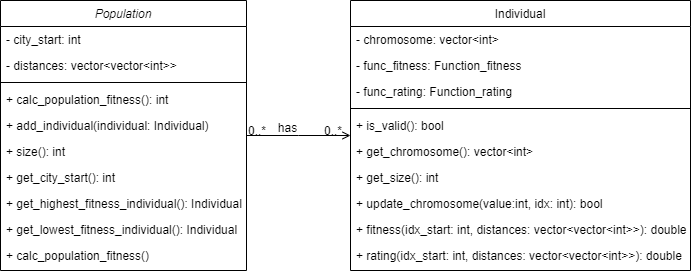 Population
- city_start: int
- distances: vector<vector<int>>
+ calc_population_fitness(): int
+ add_individual(individual: Individual)
+ size(): int
+ get_city_start(): int
+ get_highest_fitness_individual(): Individual
+ get_lowest_fitness_individual(): Individual
+ calc_population_fitness()
0..* has 0..*
Individual
- chromosome: vector<int>
- func_fitness: Function_fitness
- func_rating: Function_rating
+ is_valid(): bool
+ get_chromosome(): vector<int>
+ get_size(): int
+ update_chromosome(value:int, idx: int): bool
+ fitness(idx_start: int, distances: vector<vector<int>>): double
+ rating(idx_start: int, distances: vector<vector<int>>): double